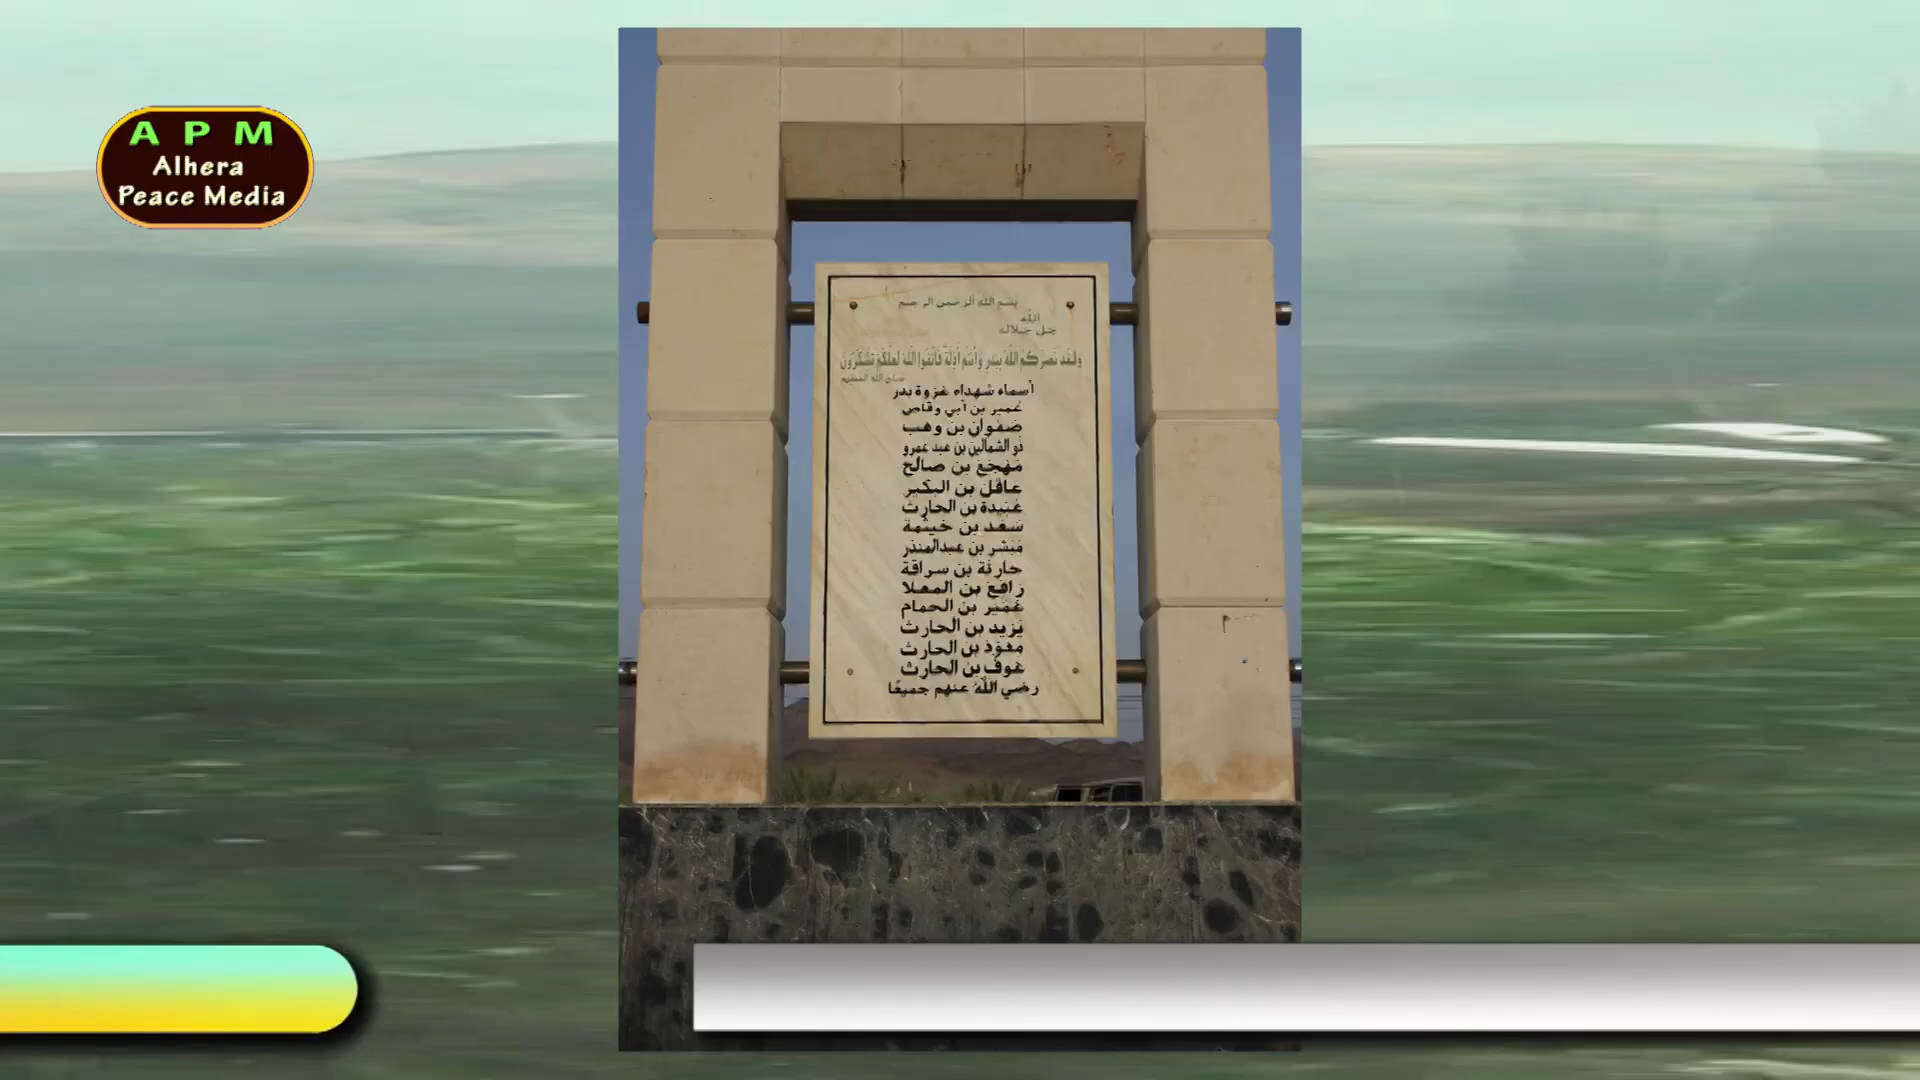 A P M
Alhera
Peace Media
بسم الله الرحمن الرحيم
الله
جل جلاله
ولقد نصركم الله ببدر وأنتم أذلة فاتقوا الله لعلكم تشكرون
صدق الله العظيم
أسماء شهداء غزوة بدر
عمير بن أبي وقاص
صفوان بن وهب
ذو الشمالين بن عبد عمرو
مهجع بن صالح
عاقل بن البكير
عبيدة بن الحارث
سعد بن خيثمة
مبشر بن عبدالمنذر
حارثة بن سراقة
رافع بن المعلا
عمير بن الحمام
يزيد بن الحارث
معوذ بن الحارث
عوف بن الحارث
رضي الله عنهم جميعًا